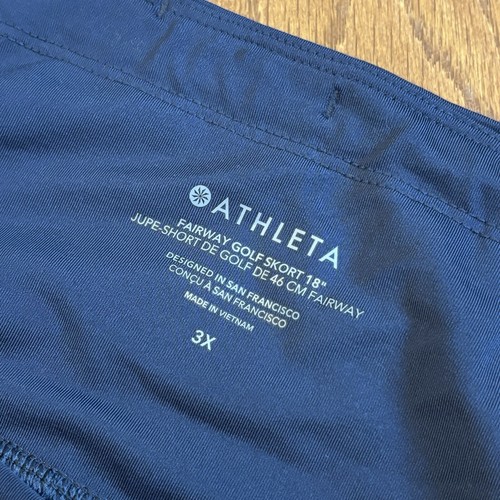 ATHLETA
FAIRWAY GOLF SKORT 18"
JUPE-SHORT DE GOLF DE 46 CM FAIRWAY
DESIGNED IN SAN FRANCISCO
CONÇU À SAN FRANCISCO
MADE IN VIETNAM
3X